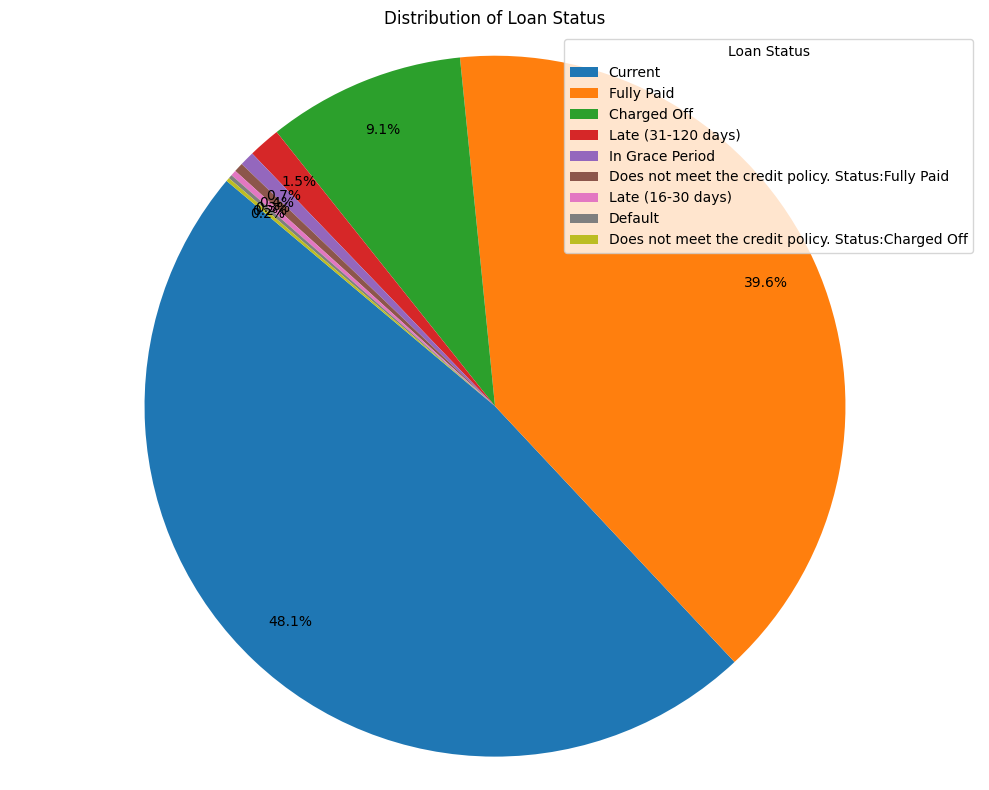 Distribution of Loan Status
Loan Status
Current
Fully Paid
Charged Off
Late (31-120 days)
In Grace Period
Does not meet the credit policy. Status:Fully Paid
Late (16-30 days)
Default
Does not meet the credit policy. Status:Charged Off
9.1%
1.5%
0.7%
0.4%
0.2%
39.6%
48.1%